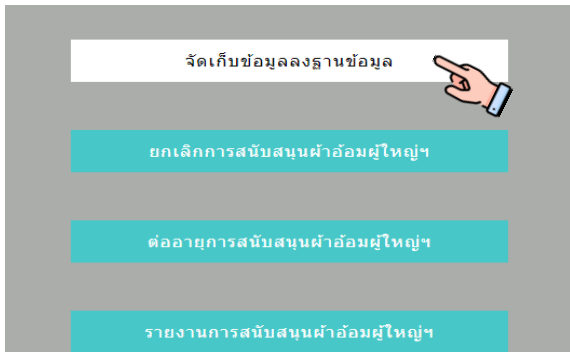 จัดเก็บข้อมูลลงฐานข้อมูล
ยกเลิกการสนับสนุนผ้าอ้อมผู้ใหญ่ฯ
ต่ออายุการสนับสนุนผ้าอ้อมผู้ใหญ่ฯ
รายงานการสนับสนุนผ้าอ้อมผู้ใหญ่ฯ